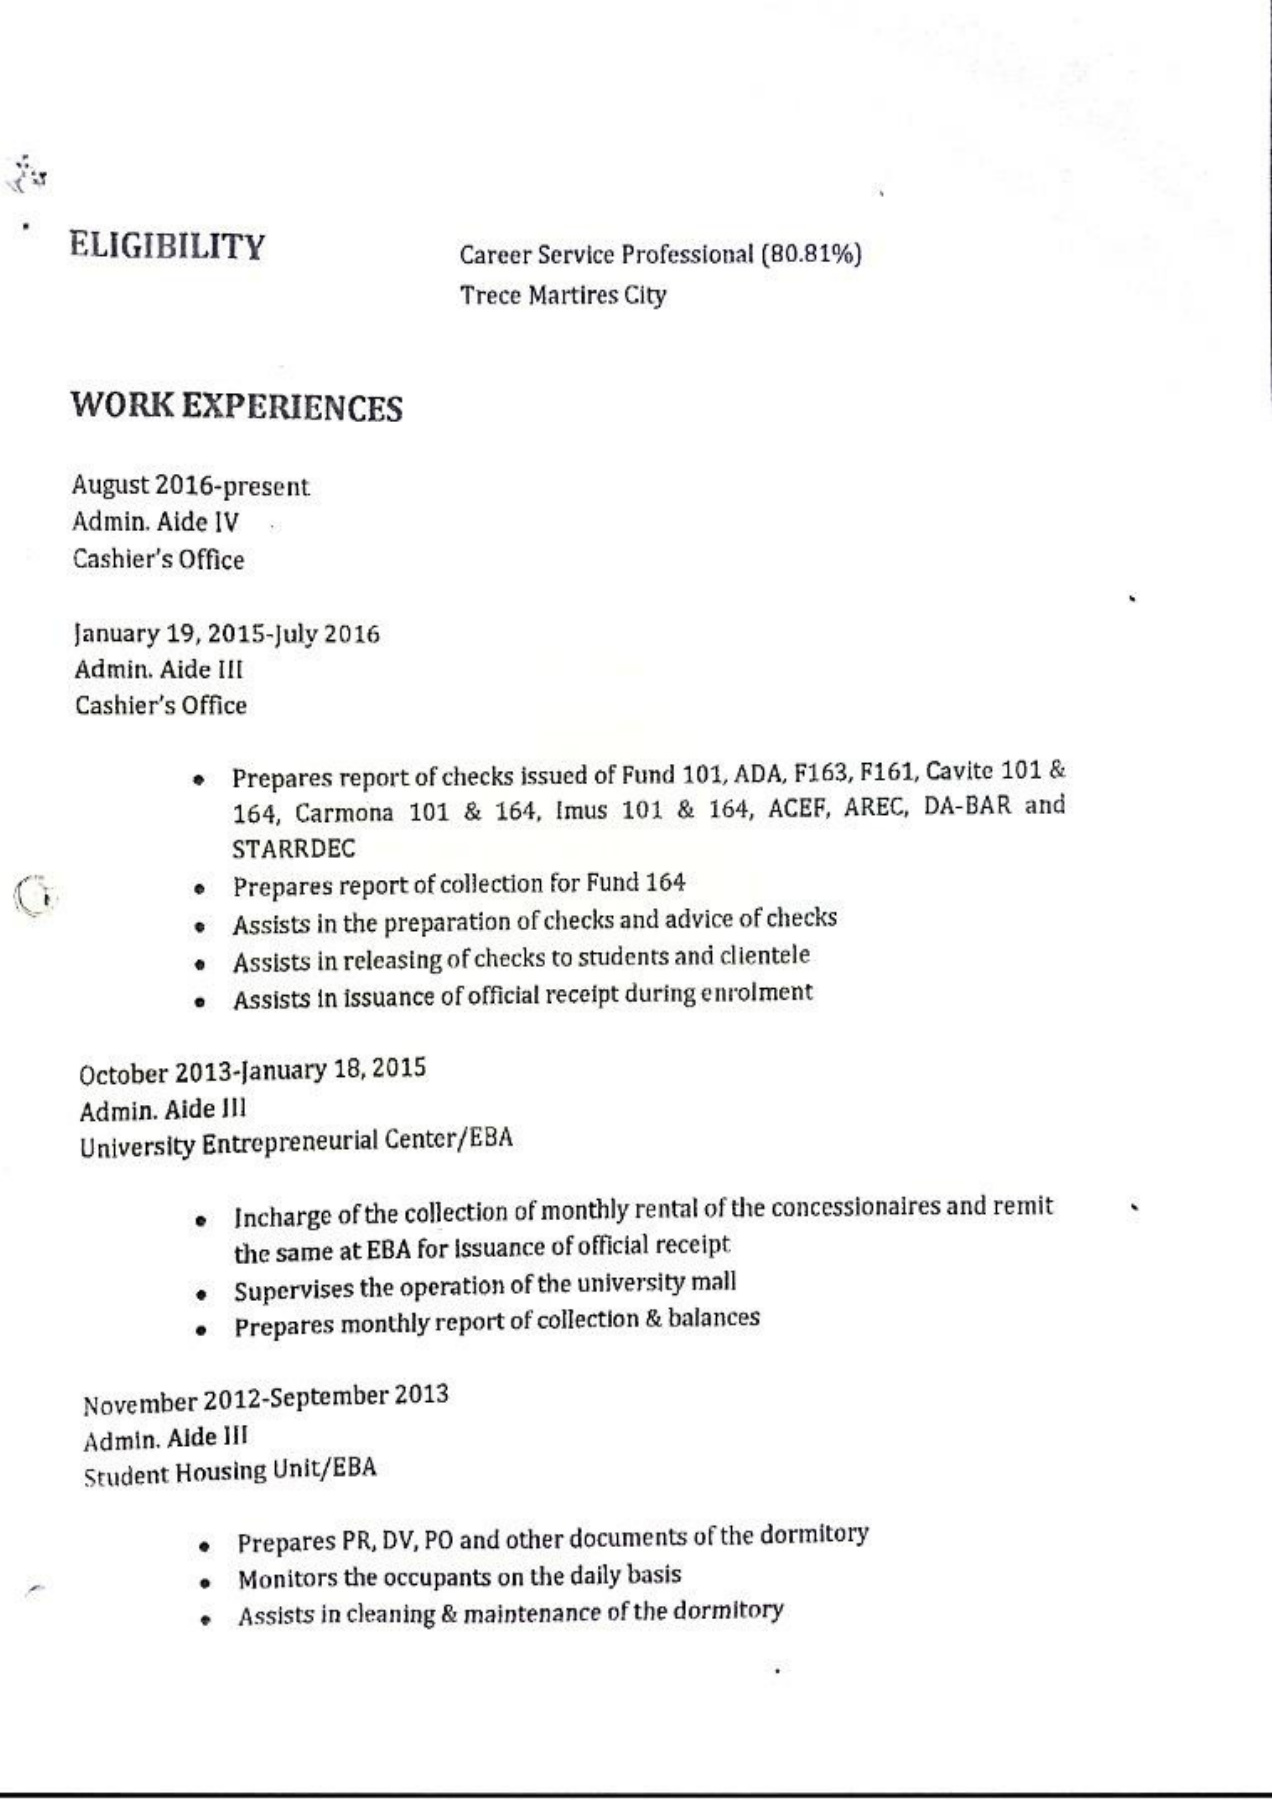 ELIGIBILITY
Career Service Professional (80.81%)
Trece Martires City
WORK EXPERIENCES
August 2016-present
Admin. Aide IV
Cashier's Office
January 19, 2015-July 2016
Admin. Aide III
Cashier's Office
• Prepares report of checks issued of Fund 101, ADA, F163, F161, Cavite 101 &
164, Carmona 101 & 164, Imus 101 & 164, ACEF, AREC, DA-BAR and
STARRDEC
• Prepares report of collection for Fund 164
• Assists in the preparation of checks and advice of checks
• Assists in releasing of checks to students and clientele
• Assists in issuance of official receipt during enrolment
October 2013-January 18, 2015
Admin. Aide III
University Entrepreneurial Center/EBA
• Incharge of the collection of monthly rental of the concessionaires and remit
the same at EBA for issuance of official receipt
• Supervises the operation of the university mall
• Prepares monthly report of collection & balances
November 2012-September 2013
Admin. Aide III
Student Housing Unit/EBA
• Prepares PR, DV, PO and other documents of the dormitory
• Monitors the occupants on the daily basis
• Assists in cleaning & maintenance of the dormitory